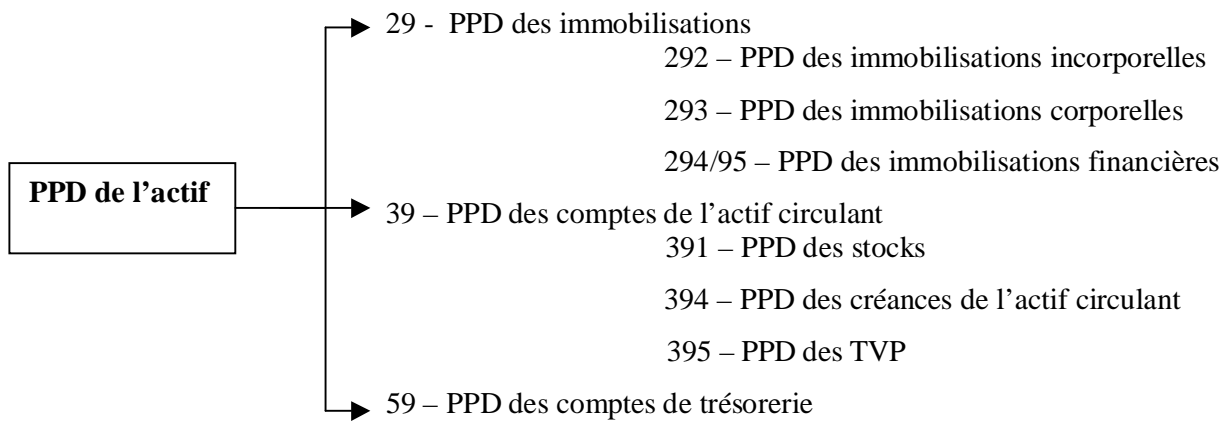 29 - PPD des immobilisations
292 – PPD des immobilisations incorporelles
293 – PPD des immobilisations corporelles
294/95 – PPD des immobilisations financières
PPD de l’actif
39 – PPD des comptes de l’actif circulant
391 – PPD des stocks
394 – PPD des créances de l’actif circulant
395 – PPD des TVP
59 – PPD des comptes de trésorerie